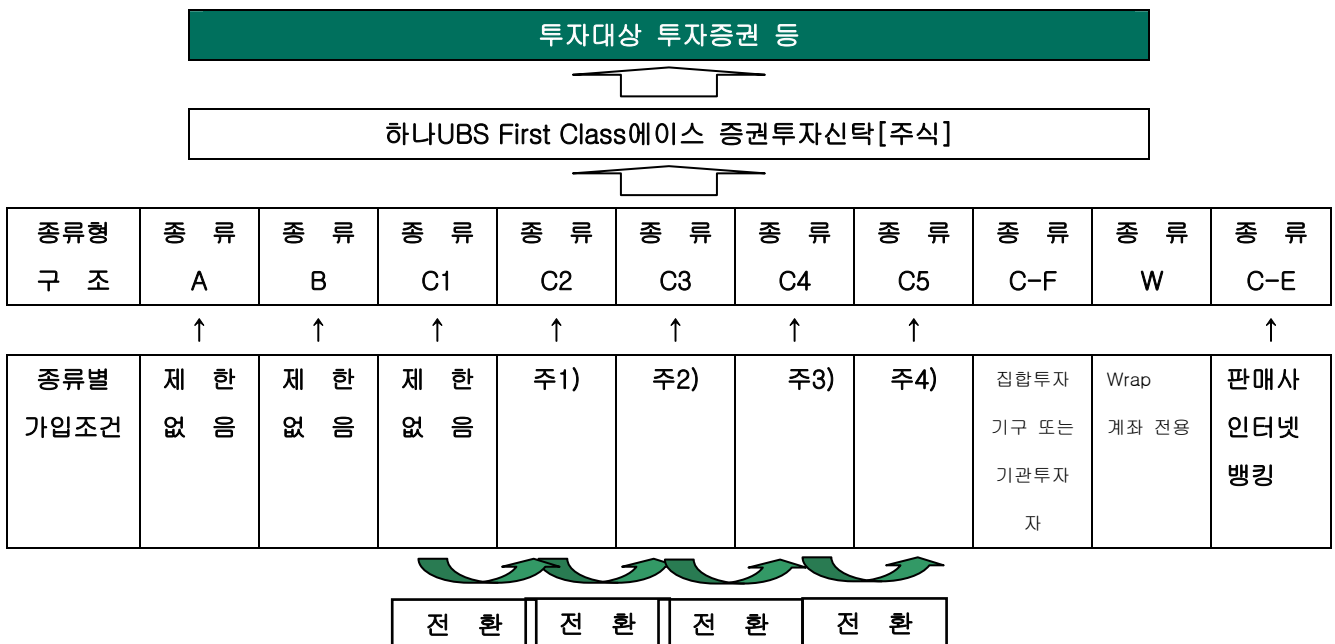 투자대상 투자증권 등
하나UBS First Class에이스 증권투자신탁[주식]
종류형 종 류 종 류 종 류 종 류 종 류 종 류 종 류 종 류 종 류 종 류
구 조 A B C1 C2 C3 C4 C5 C-F W C-E
↑ ↑ ↑ ↑ ↑ ↑ ↑ ↑
종류별 제 한 제 한 제 한 주1) 주2) 주3) 주4) 집합투자 Wrap 판매사
가입조건 없 음 없 음 없 음 기구 또는 계좌 전용 인터넷
기관투자 뱅킹
자
전 환 전 환 전 환 전 환